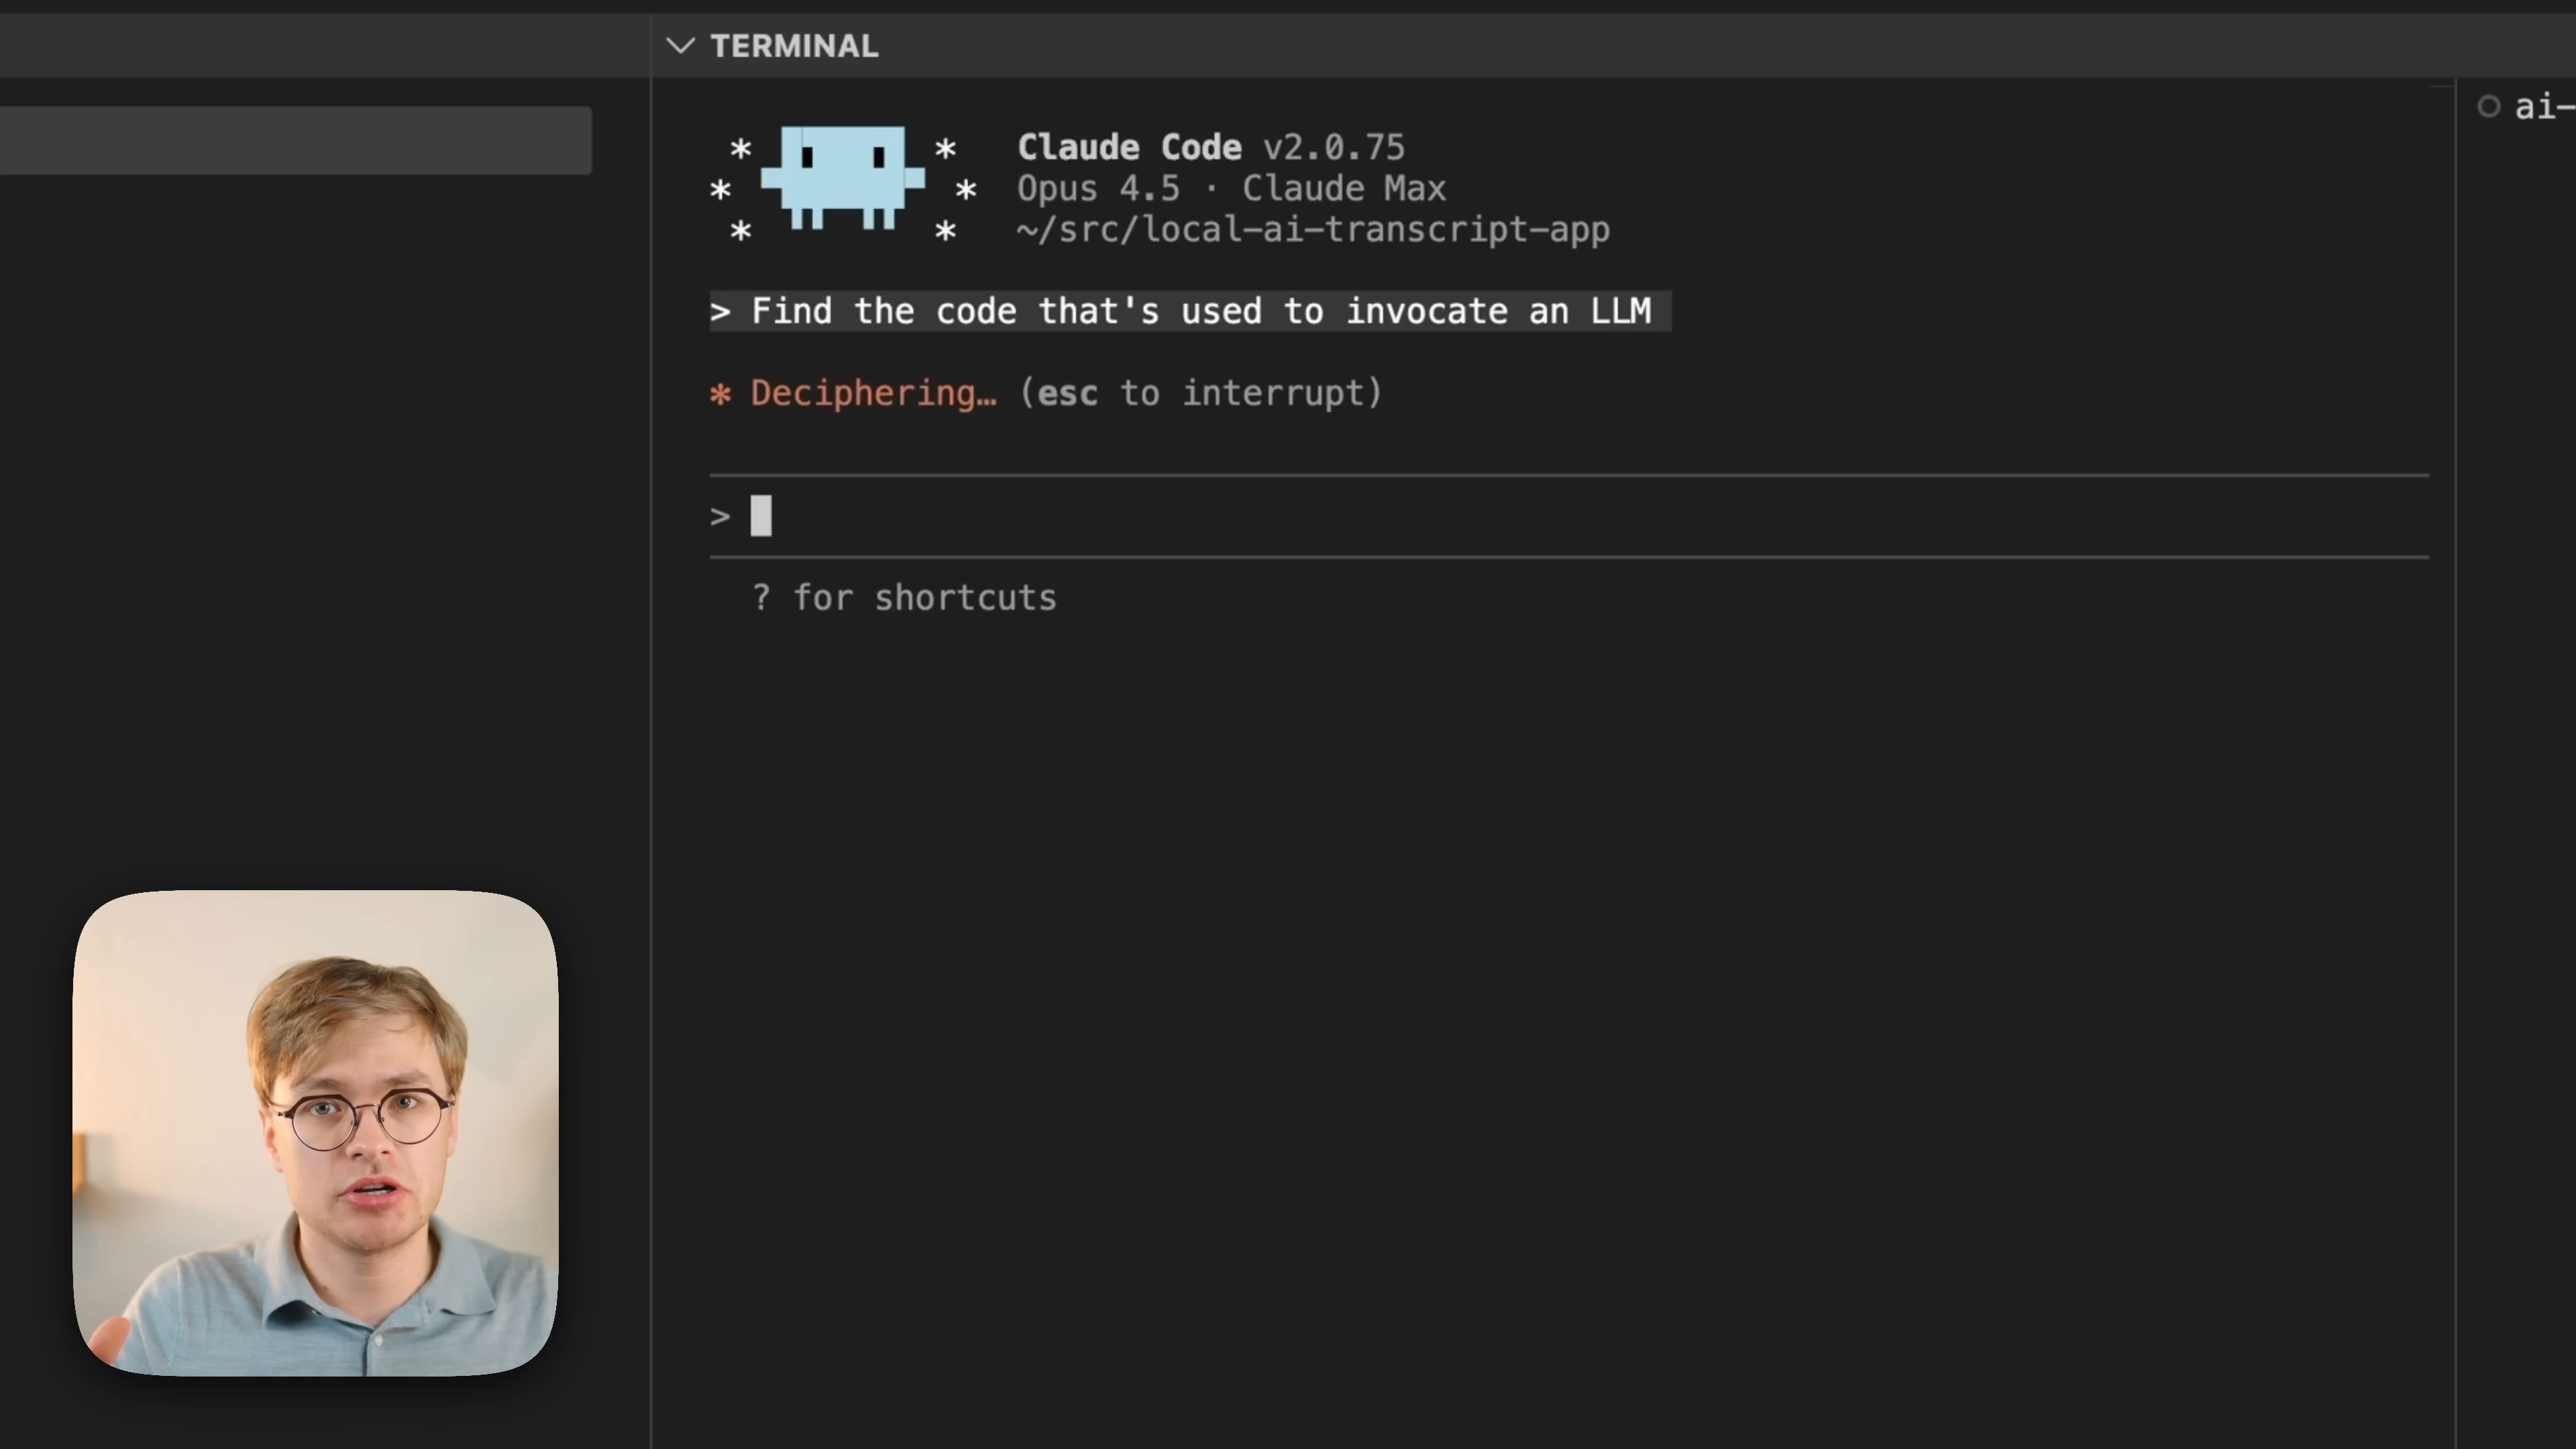 TERMINAL
* * Claude Code v2.0.75
* * Opus 4.5 · Claude Max
* * ~/src/local-ai-transcript-app
> Find the code that's used to invocate an LLM
* Deciphering… (esc to interrupt)
>
? for shortcuts
ai-